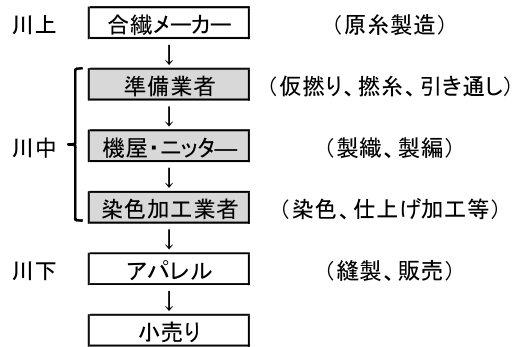 川上 合繊メーカー （原糸製造）
準備業者 （仮撚り、撚糸、引き通し）
川中 機屋・ニッター （製織、製編）
染色加工業者 （染色、仕上げ加工等）
川下 アパレル （縫製、販売）
小売り